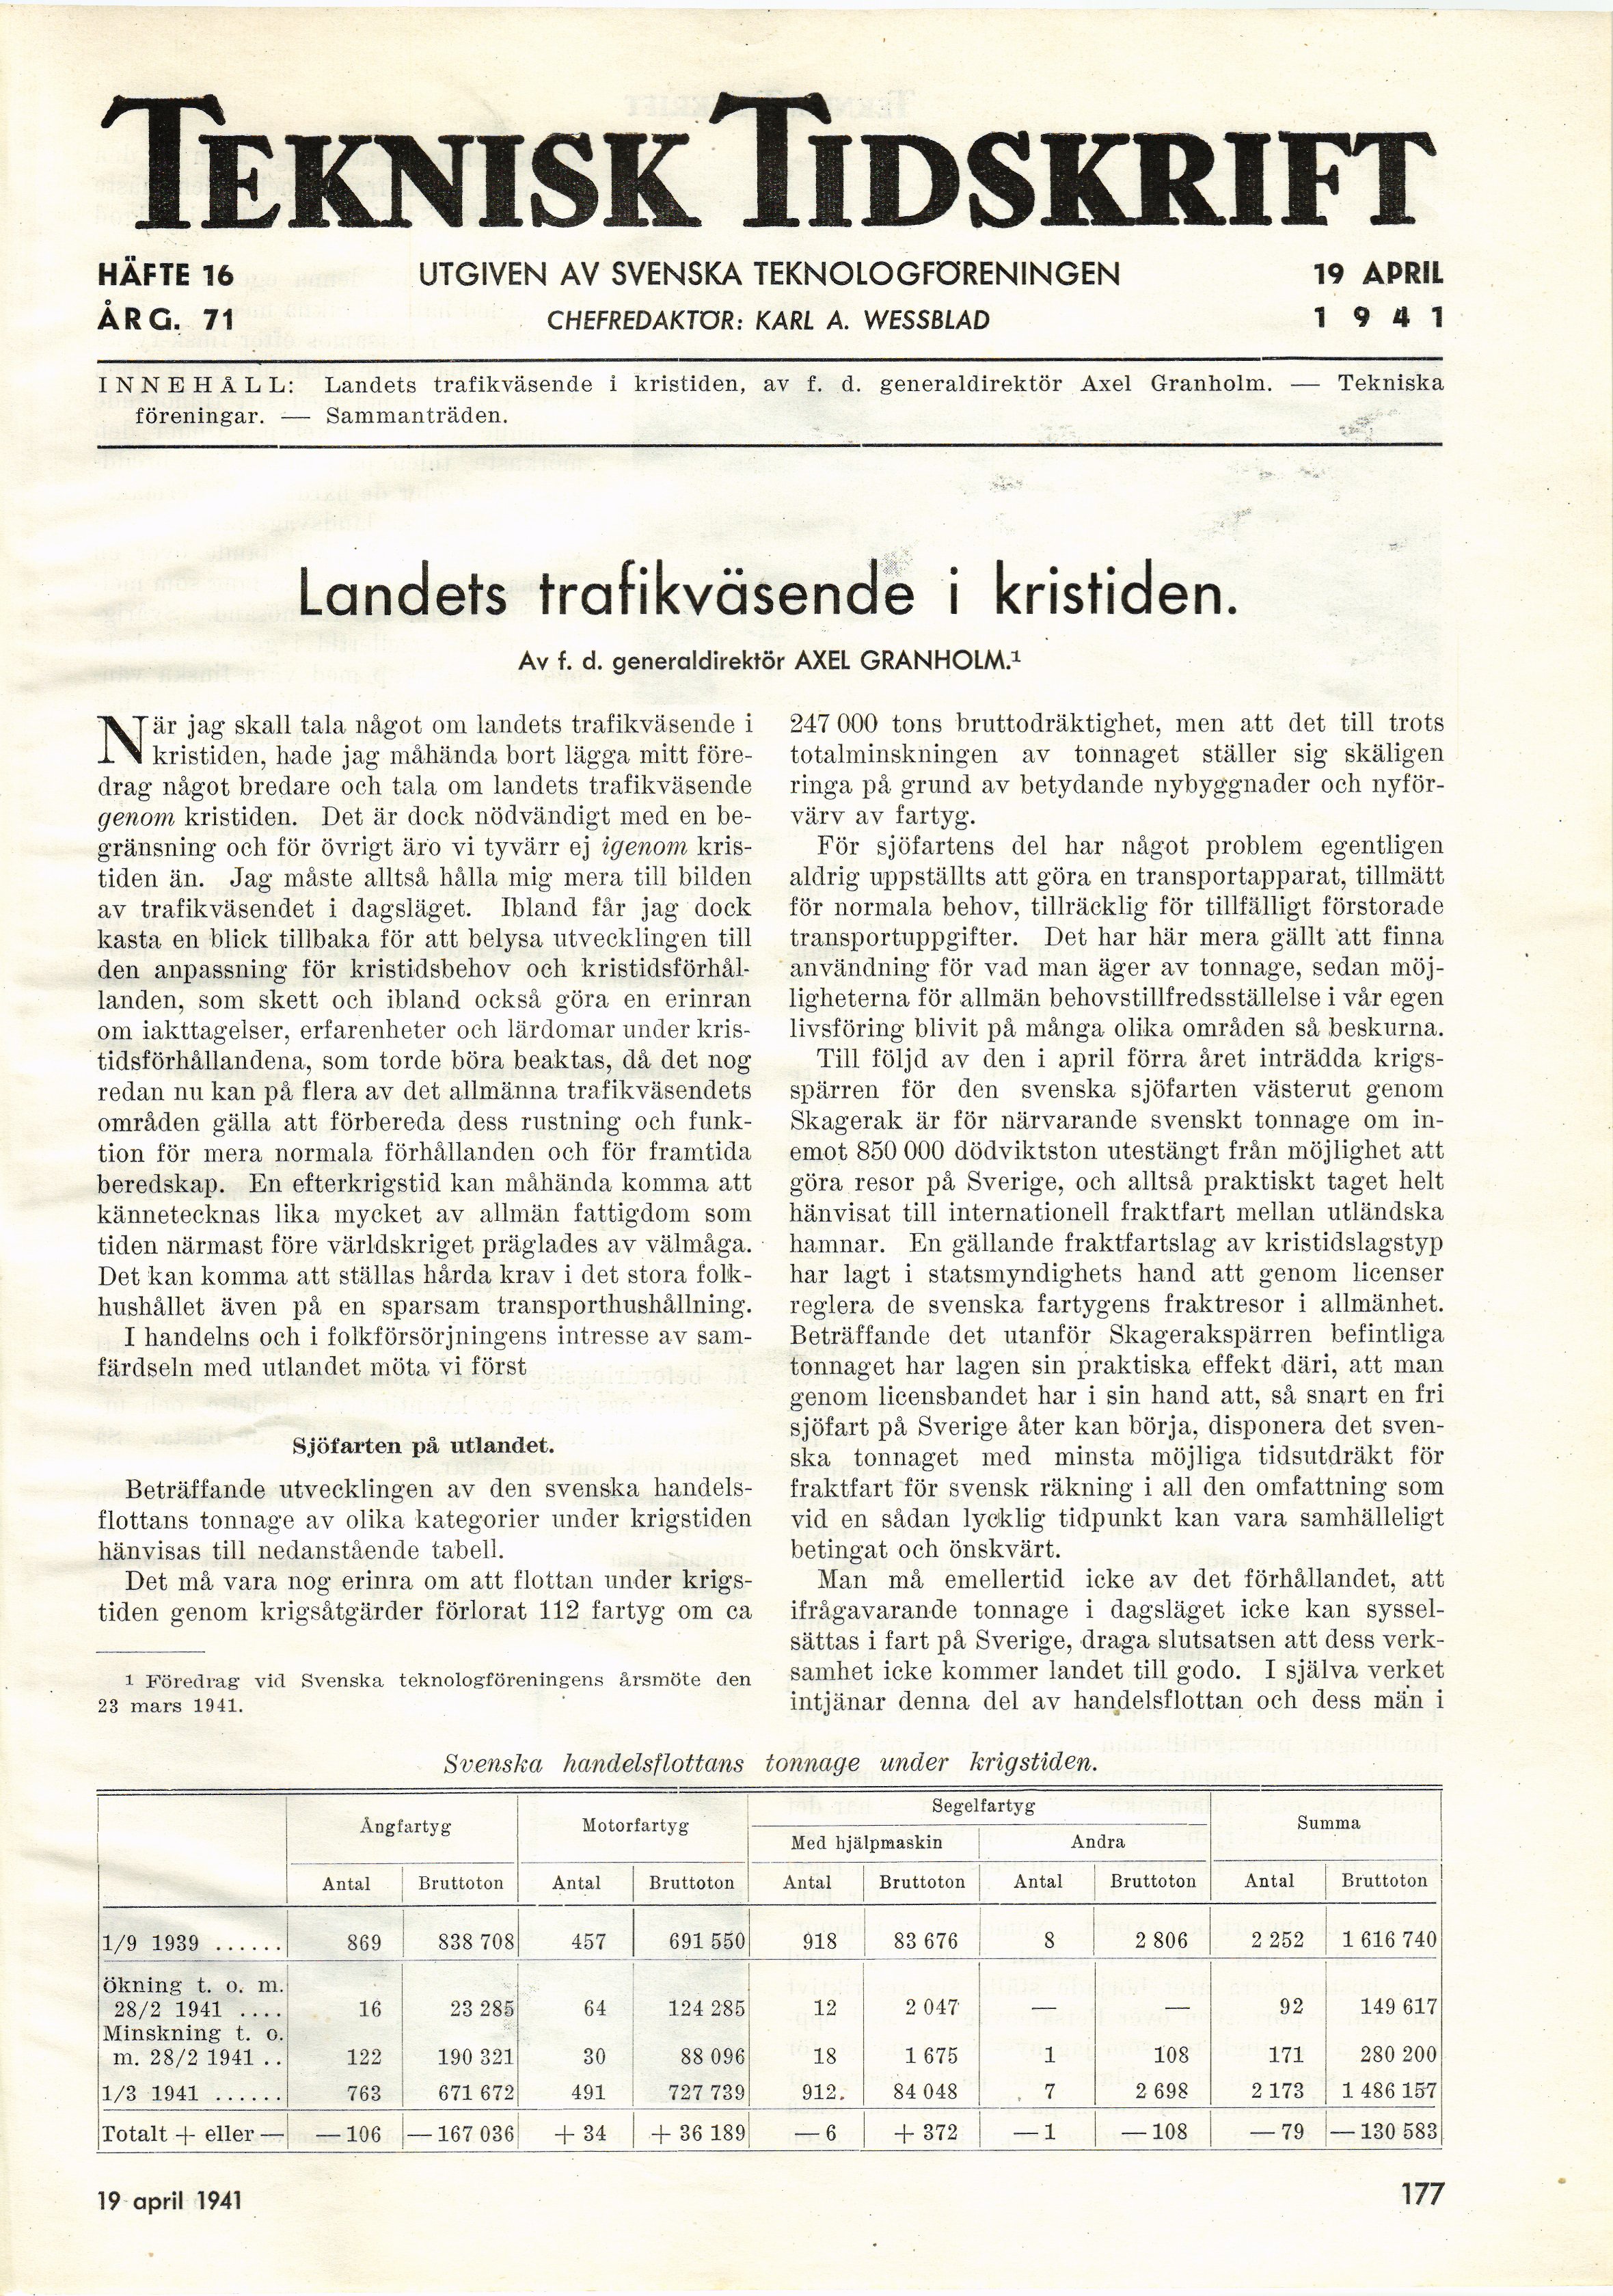 TEKNISK TIDSKRIFT
HÄFTE 16 UTGIVEN AV SVENSKA TEKNOLOGFÖRENINGEN 19 APRIL
ÅRG. 71 CHEFREDAKTÖR: KARL A. WESSBLAD 1941
INNEHÅLL: Landets trafikväsende i kristiden, av f. d. generaldirektör Axel Granholm. — Tekniska
föreningar. — Sammanträden.
Landets trafikväsende i kristiden.
Av f. d. generaldirektör AXEL GRANHOLM.¹
När jag skall tala något om landets trafikväsende i
kristiden, hade jag måhända bort lägga mitt före-
drag något bredare och tala om landets trafikväsende
genom kristiden. Det är dock nödvändigt med en be-
gränsning och för övrigt äro vi tyvärr ej igenom kris-
tiden än. Jag måste alltså hålla mig mera till bilden
av trafikväsendet i dagsläget. Ibland får jag dock
kasta en blick tillbaka för att belysa utvecklingen till
den anpassning för kristidsbehov och kristidsförhål-
landen, som skett och ibland också göra en erinran
om iakttagelser, erfarenheter och lärdomar under kris-
tidsförhållandena, som torde böra beaktas, då det nog
redan nu kan på flera av det allmänna trafikväsendets
områden gälla att förbereda dess rustning och funk-
tion för mera normala förhållanden och för framtida
beredskap. En efterkrigstid kan måhända komma att
kännetecknas lika mycket av allmän fattigdom som
tiden närmast före världskriget präglades av välmåga.
Det kan komma att ställas hårda krav i det stora folk-
hushållet även på en sparsam transporthushållning.
I handelns och i folkförsörjningens intresse av sam-
färdseln med utlandet möta vi först
Sjöfarten på utlandet.
Beträffande utvecklingen av den svenska handels-
flottans tonnage av olika kategorier under krigstiden
hänvisas till nedanstående tabell.
Det må vara nog erinra om att flottan under krigs-
tiden genom krigsåtgärder förlorat 112 fartyg om ca
¹ Föredrag vid Svenska teknologföreningens årsmöte den
23 mars 1941.
247 000 tons bruttodräktighet, men att det till trots
totalminskningen av tonnaget ställer sig skäligen
ringa på grund av betydande nybyggnader och nyför-
värv av fartyg.
För sjöfartens del har något problem egentligen
aldrig uppställts att göra en transportapparat, tillmätt
för normala behov, tillräcklig för tillfälligt förstorade
transportuppgifter. Det har här mera gällt att finna
användning för vad man äger av tonnage, sedan möj-
ligheterna för allmän behovstillfredsställelse i vår egen
livsföring blivit på många olika områden så beskurna.
Till följd av den i april förra året inträdda krigs-
spärren för den svenska sjöfarten västerut genom
Skagerak är för närvarande svenskt tonnage om in-
emot 850 000 dödviktston utestängt från möjlighet att
göra resor på Sverige, och alltså praktiskt taget helt
hänvisat till internationell fraktfart mellan utländska
hamnar. En gällande fraktfartslag av kristidslagstyp
har lagt i statsmyndighets hand att genom licenser
reglera de svenska fartygens fraktresor i allmänhet.
Beträffande det utanför Skagerakspärren befintliga
tonnaget har lagen sin praktiska effekt däri, att man
genom licensbandet har i sin hand att, så snart en fri
sjöfart på Sverige åter kan börja, disponera det sven-
ska tonnaget med minsta möjliga tidsutdräkt för
fraktfart för svensk räkning i all den omfattning som
vid en sådan lycklig tidpunkt kan vara samhälleligt
betingat och önskvärt.
Man må emellertid icke av det förhållandet, att
ifrågavarande tonnage i dagsläget icke kan syssel-
sättas i fart på Sverige, draga slutsatsen att dess verk-
samhet icke kommer landet till godo. I själva verket
intjänar denna del av handelsflottan och dess män i
Svenska handelsflottans tonnage under krigstiden.
Ångfartyg Motorfartyg Segelfartyg Summa
Med hjälpmaskin Andra
Antal Bruttoton Antal Bruttoton Antal Bruttoton Antal Bruttoton Antal Bruttoton
1/9 1939 ...... 869 838 708 457 691 550 918 83 676 8 2 806 2 252 1 616 740
ökning t. o. m.
28/2 1941 .... 16 23 285 64 124 285 12 2 047 — — 92 149 617
Minskning t. o.
m. 28/2 1941 .. 122 190 321 30 88 096 18 1 675 1 108 171 280 200
1/3 1941 ...... 763 671 672 491 727 739 912. 84 048 7 2 698 2 173 1 486 157
Totalt + eller — — 106 — 167 036 + 34 + 36 189 — 6 + 372 — 1 — 108 — 79 — 130 583
19 april 1941 177